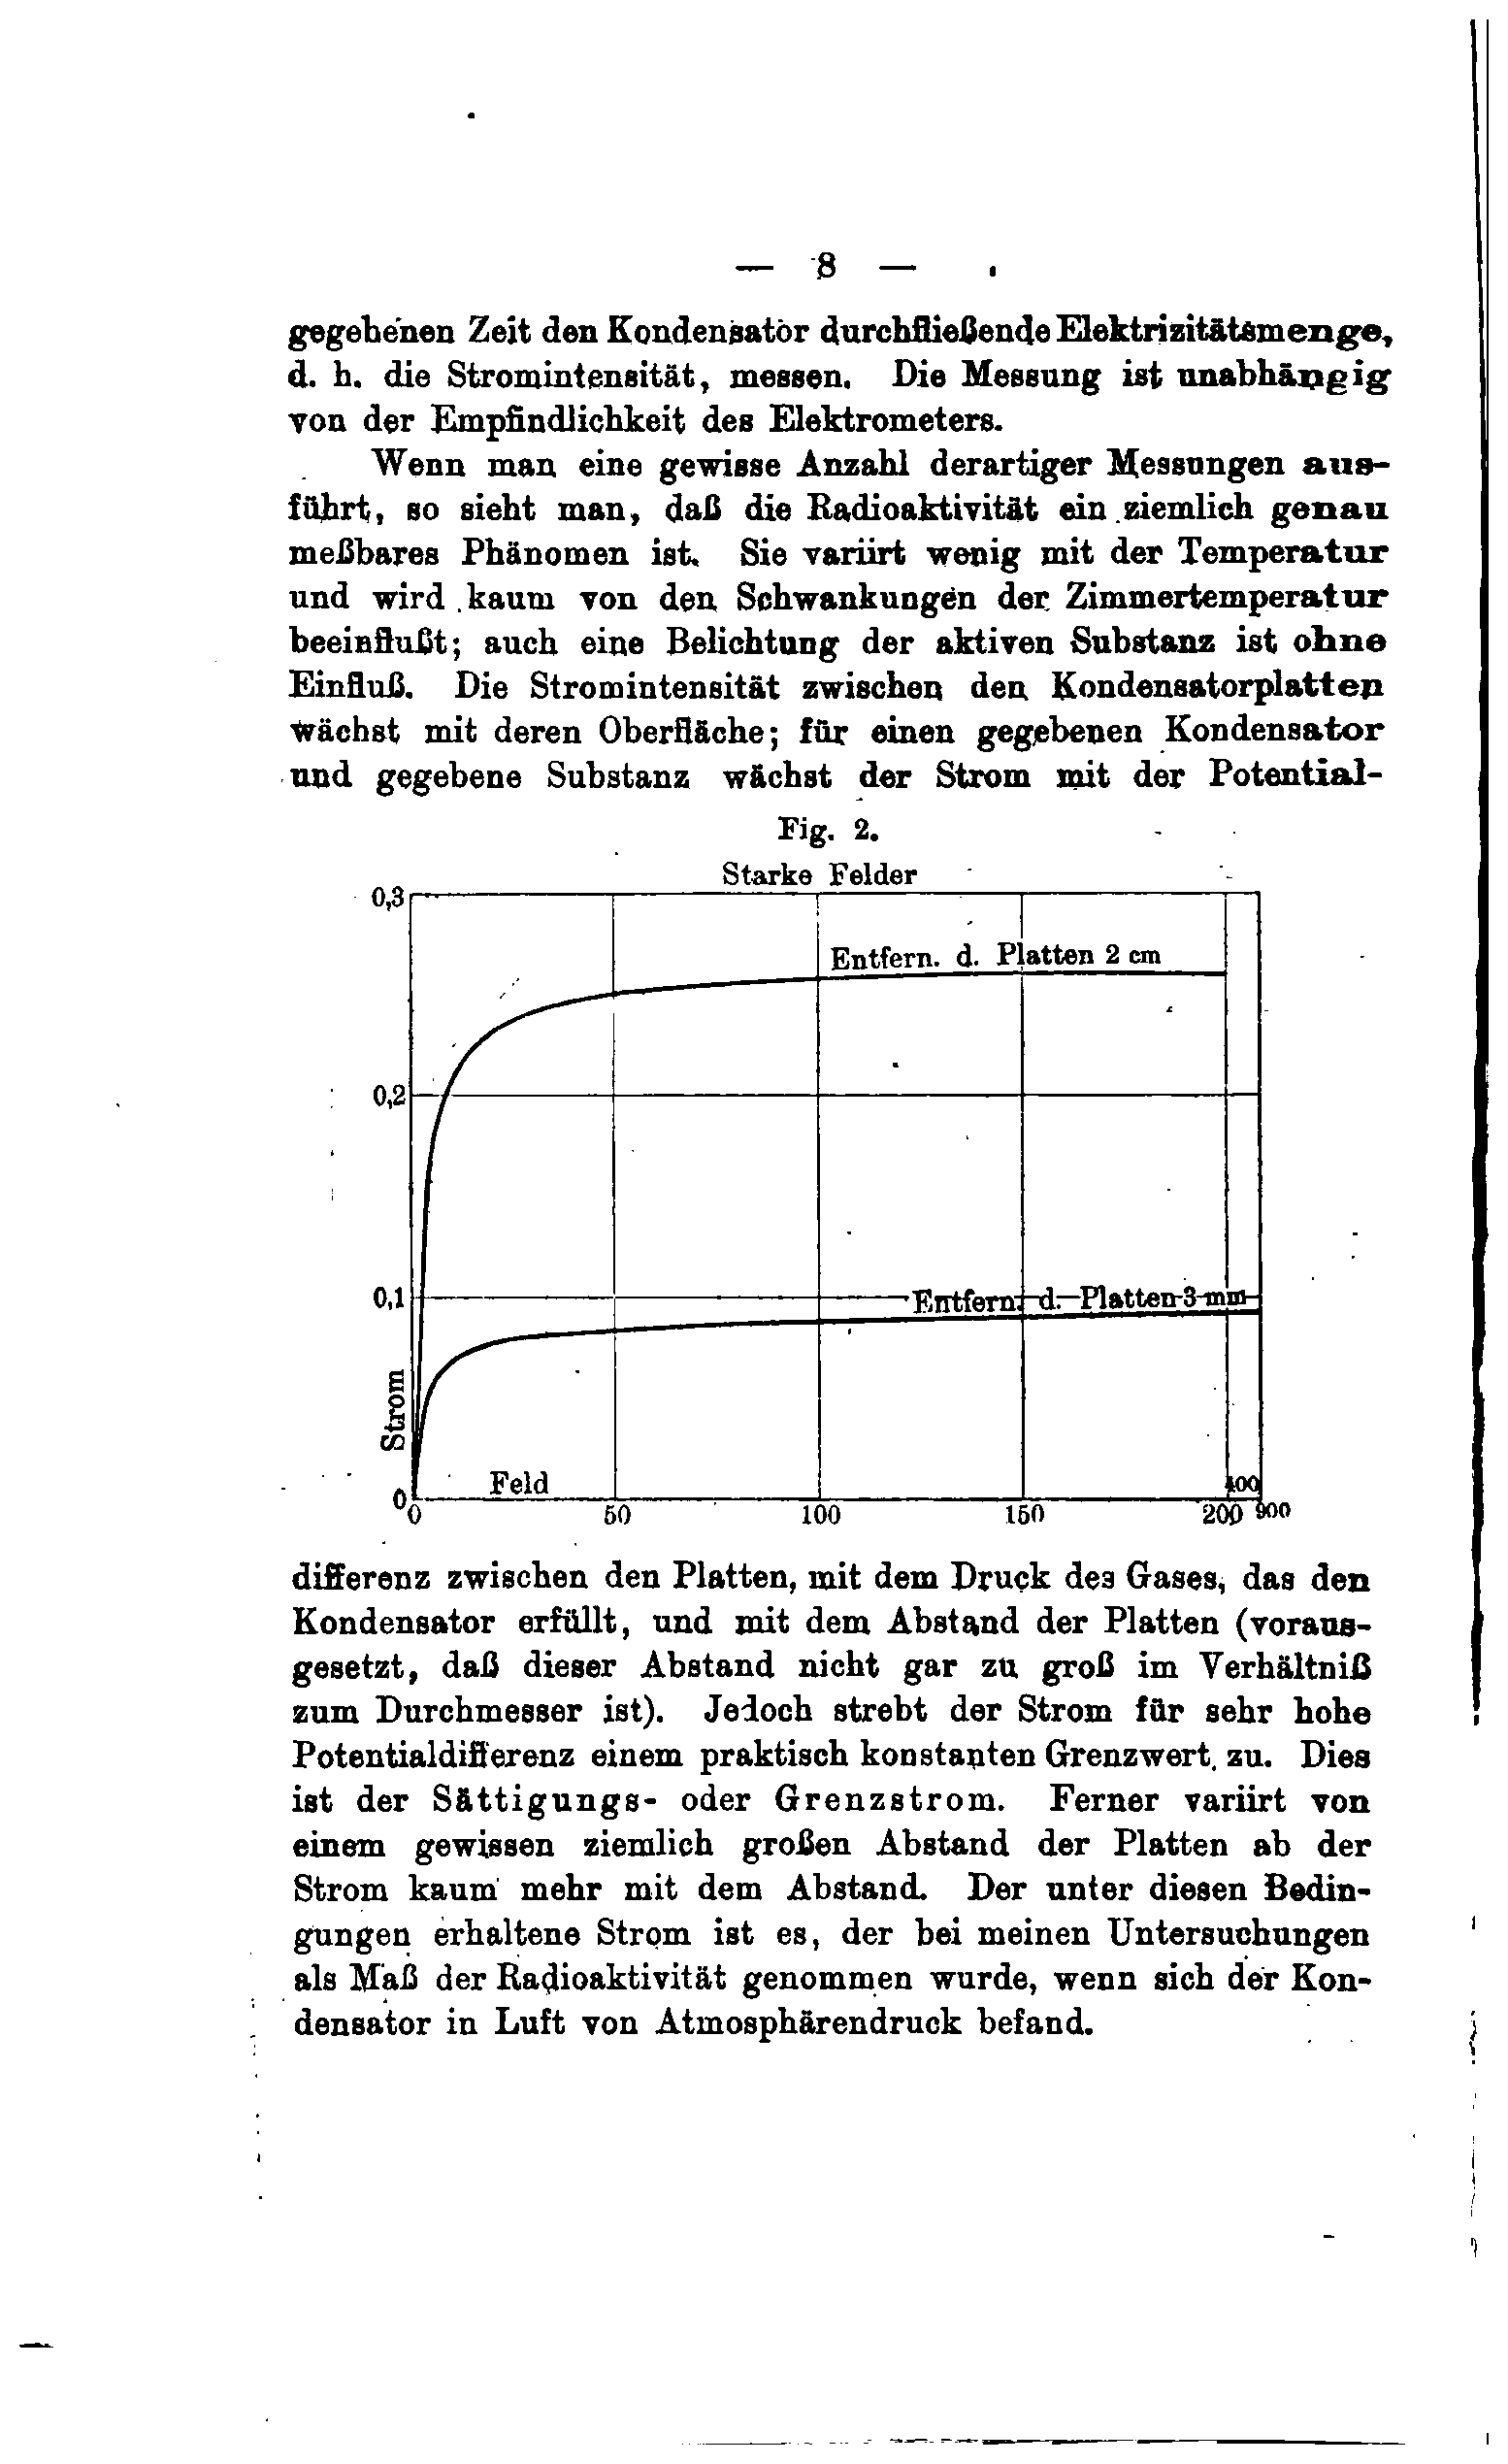 — 8 —
gegebenen Zeit den Kondensator durchfließende Elektrizitätsmenge,
d. h. die Stromintensität, messen. Die Messung ist unabhängig
von der Empfindlichkeit des Elektrometers.
Wenn man eine gewisse Anzahl derartiger Messungen aus-
führt, so sieht man, daß die Radioaktivität ein ziemlich genau
meßbares Phänomen ist. Sie variirt wenig mit der Temperatur
und wird kaum von den Schwankungen der Zimmertemperatur
beeinflußt; auch eine Belichtung der aktiven Substanz ist ohne
Einfluß. Die Stromintensität zwischen den Kondensatorplatten
wächst mit deren Oberfläche; für einen gegebenen Kondensator
und gegebene Substanz wächst der Strom mit der Potential-
Fig. 2.
Starke Felder
0,3
Entfern. d. Platten 2 cm
0,2
0,1
Entfern. d. Platten 3 mm
Strom
Feld
400
0
0 50 100 150 200 900
differenz zwischen den Platten, mit dem Druck des Gases, das den
Kondensator erfüllt, und mit dem Abstand der Platten (voraus-
gesetzt, daß dieser Abstand nicht gar zu groß im Verhältniß
zum Durchmesser ist). Jedoch strebt der Strom für sehr hohe
Potentialdifferenz einem praktisch konstanten Grenzwert zu. Dies
ist der Sättigungs- oder Grenzstrom. Ferner variirt von
einem gewissen ziemlich großen Abstand der Platten ab der
Strom kaum mehr mit dem Abstand. Der unter diesen Bedin-
gungen erhaltene Strom ist es, der bei meinen Untersuchungen
als Maß der Radioaktivität genommen wurde, wenn sich der Kon-
densator in Luft von Atmosphärendruck befand.